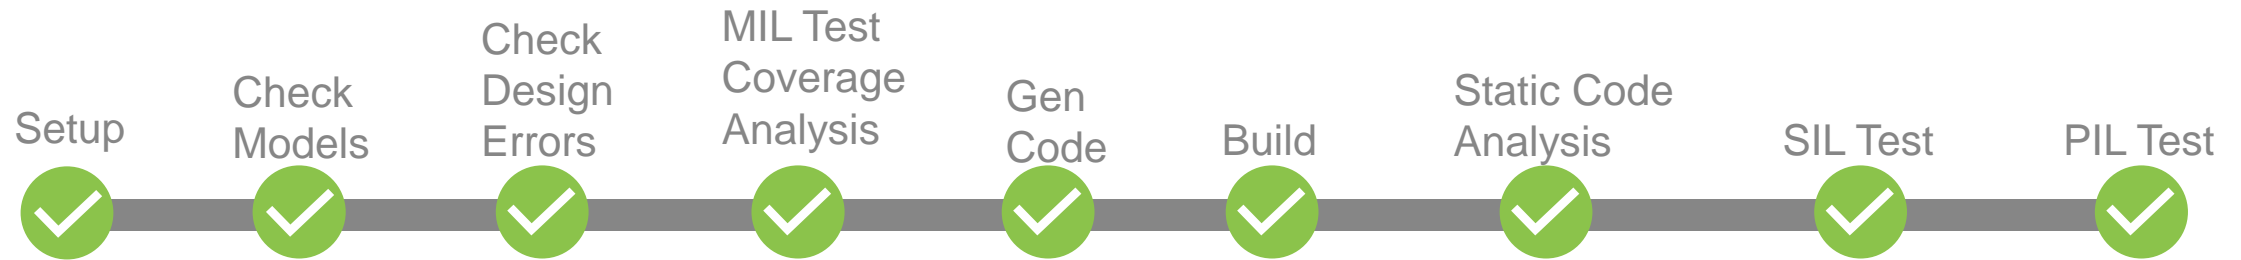 Setup
Check
Models
Check
Design
Errors
MIL Test
Coverage
Analysis
Gen
Code
Build
Static Code
Analysis
SIL Test
PIL Test